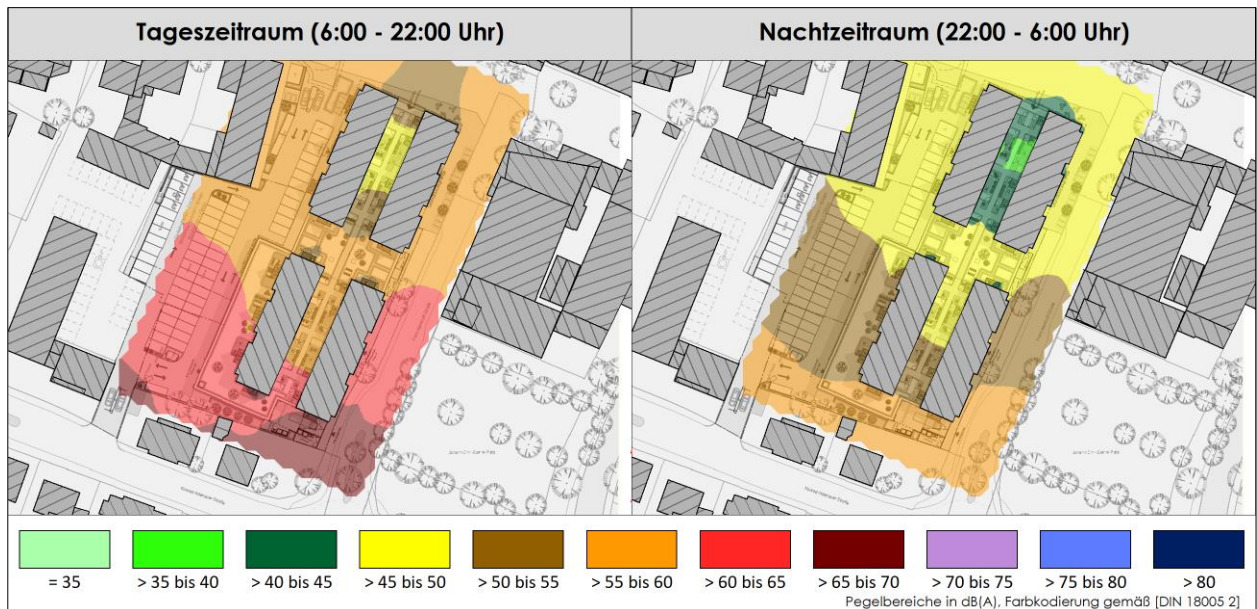 Tageszeitraum (6:00 - 22:00 Uhr)
Nachtzeitraum (22:00 - 6:00 Uhr)
= 35
> 35 bis 40
> 40 bis 45
> 45 bis 50
> 50 bis 55
> 55 bis 60
> 60 bis 65
> 65 bis 70
> 70 bis 75
> 75 bis 80
> 80
Pegelbereiche in dB(A), Farbkodierung gemäß [DIN 18005 2]